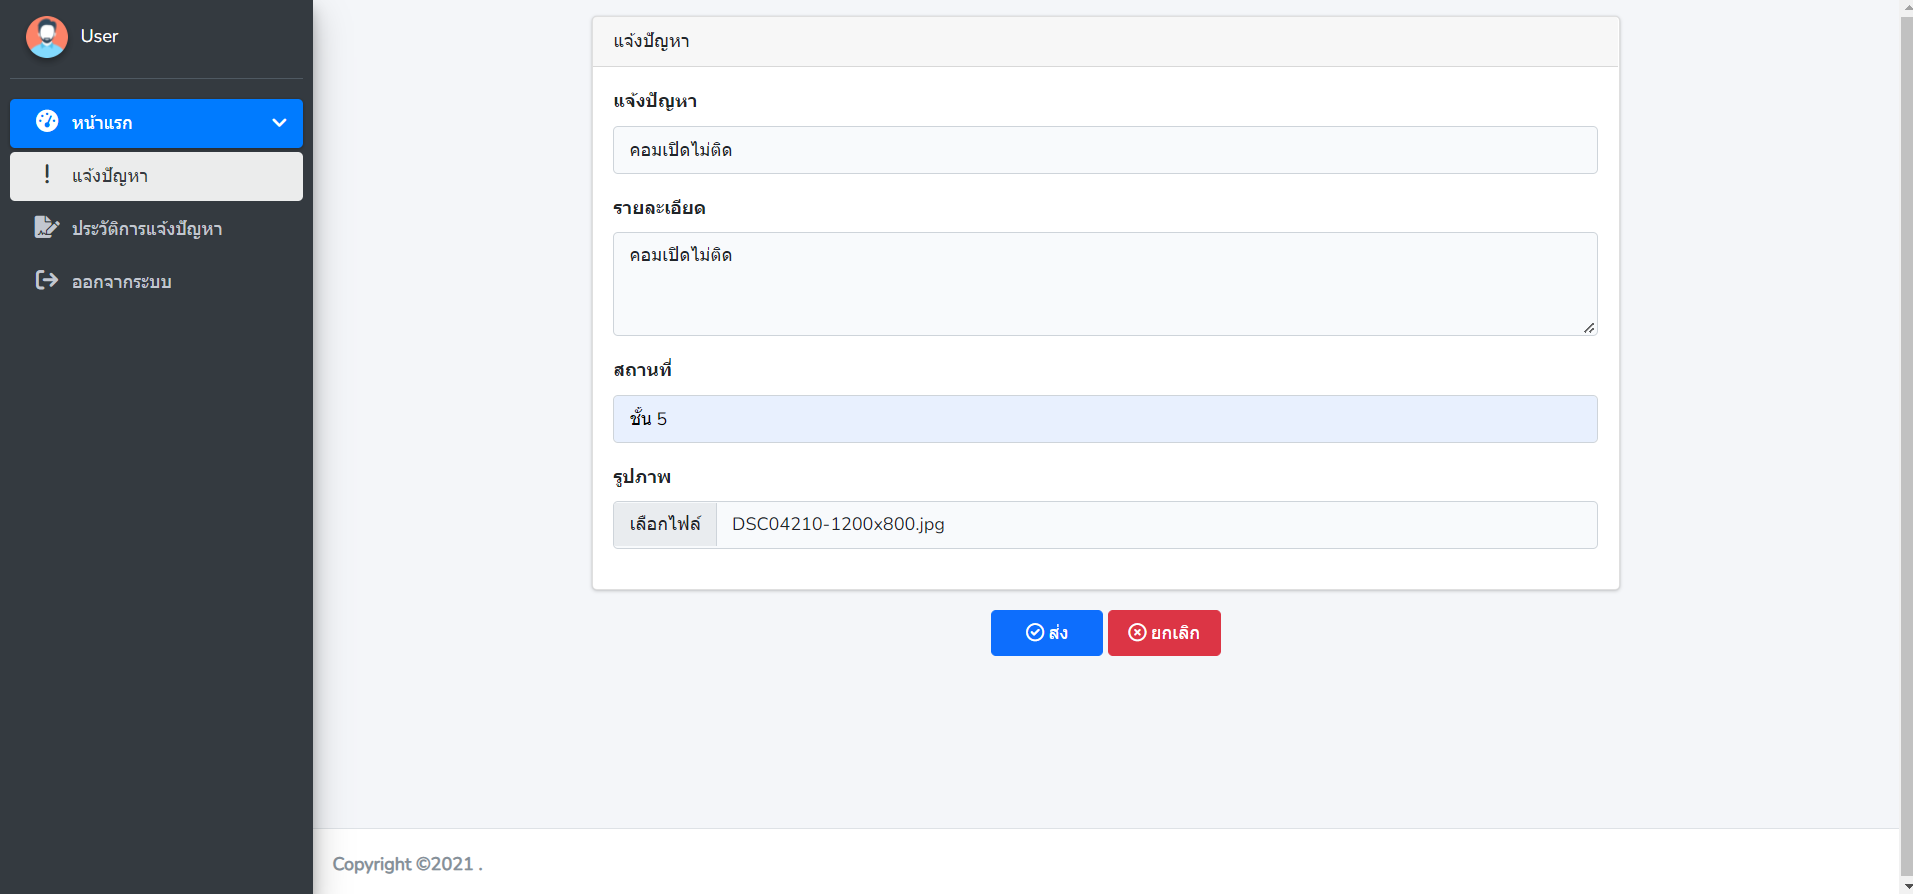 User
หน้าแรก
แจ้งปัญหา
ประวัติการแจ้งปัญหา
ออกจากระบบ
แจ้งปัญหา
แจ้งปัญหา
คอมเปิดไม่ติด
รายละเอียด
คอมเปิดไม่ติด
สถานที่
ชั้น 5
รูปภาพ
เลือกไฟล์ DSC04210-1200x800.jpg
ส่ง ยกเลิก
Copyright ©2021 .